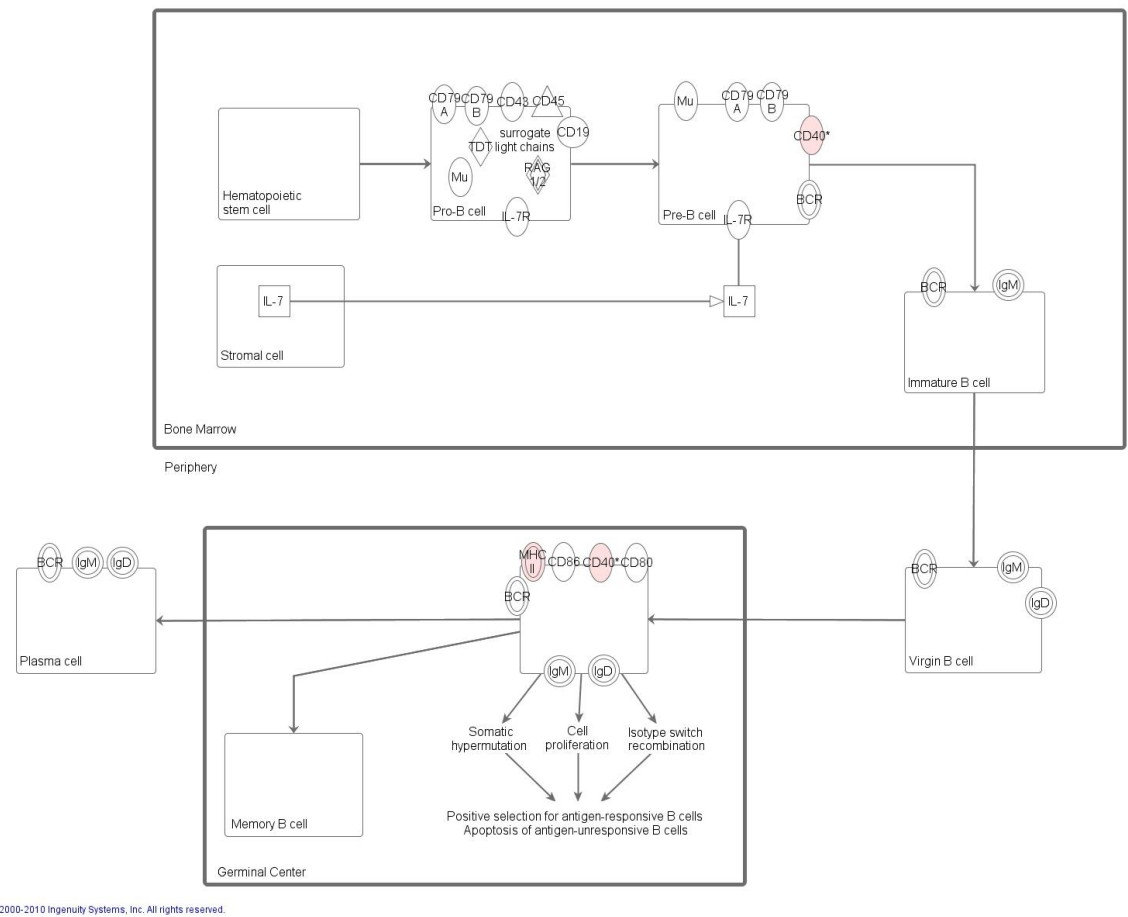 CD79
A
CD79
B
CD43
CD45
CD19
surrogate
light chains
TDT
Mu
RAG
1/2
IL-7R
Pro-B cell
Hematopoietic
stem cell
Mu
CD79
A
CD79
B
CD40*
BCR
IL-7R
Pre-B cell
IL-7
Stromal cell
IL-7
BCR
IgM
Immature B cell
Bone Marrow
Periphery
BCR
IgM
IgD
Plasma cell
MHC
II
CD86
CD40*
CD80
BCR
IgM
IgD
BCR
IgM
IgD
Virgin B cell
Somatic
hypermutation
Cell
proliferation
Isotype switch
recombination
Positive selection for antigen-responsive B cells
Apoptosis of antigen-unresponsive B cells
Memory B cell
Germinal Center
2000-2010 Ingenuity Systems, Inc. All rights reserved.